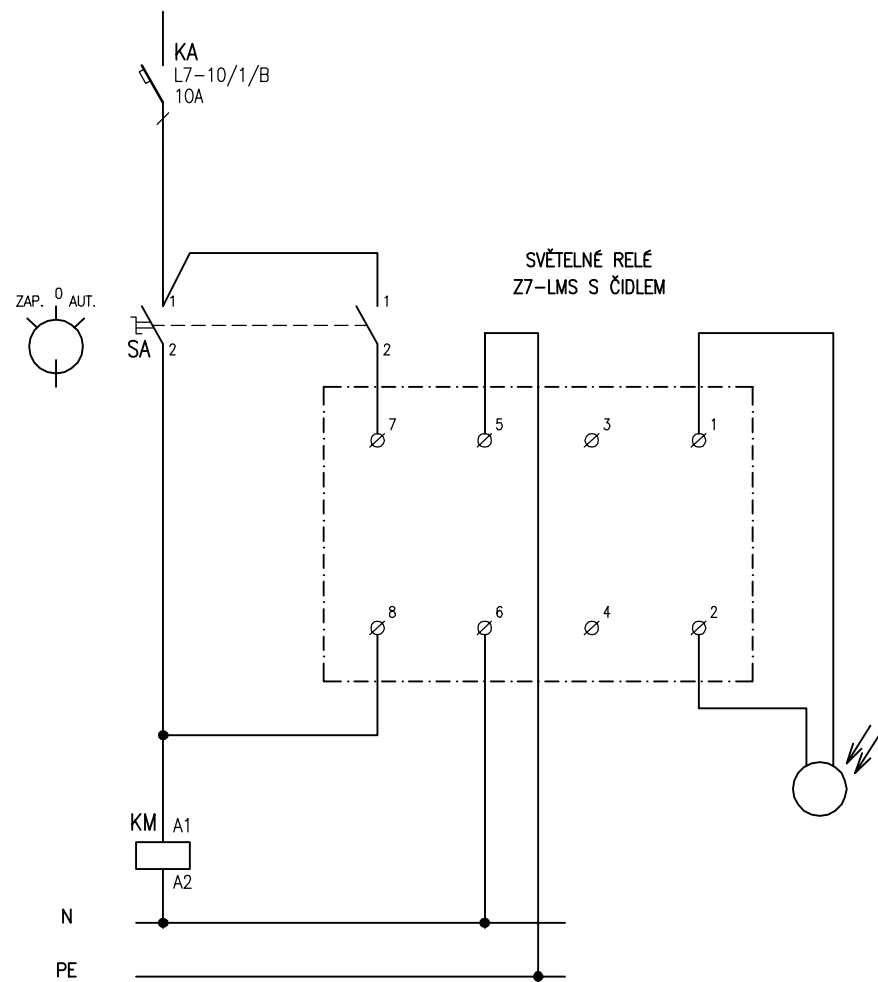 KA
L7-10/1/B
10A
SVĚTELNÉ RELÉ
Z7-LMS S ČIDLEM
ZAP. 0 AUT.
1
1
SA
2
2
7
5
3
1
8
6
4
2
KM A1
A2
N
PE